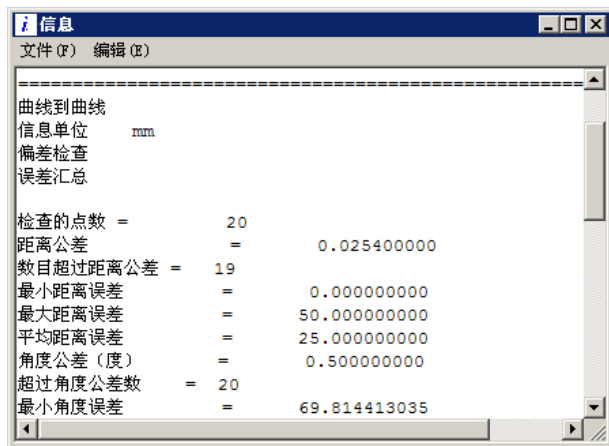 i 信息
文件(F) 编辑(E)
============================================================
曲线到曲线
信息单位 mm
偏差检查
误差汇总
检查的点数 = 20
距离公差 = 0.025400000
数目超过距离公差 = 19
最小距离误差 = 0.000000000
最大距离误差 = 50.000000000
平均距离误差 = 25.000000000
角度公差（度） = 0.500000000
超过角度公差数 = 20
最小角度误差 = 69.814413035